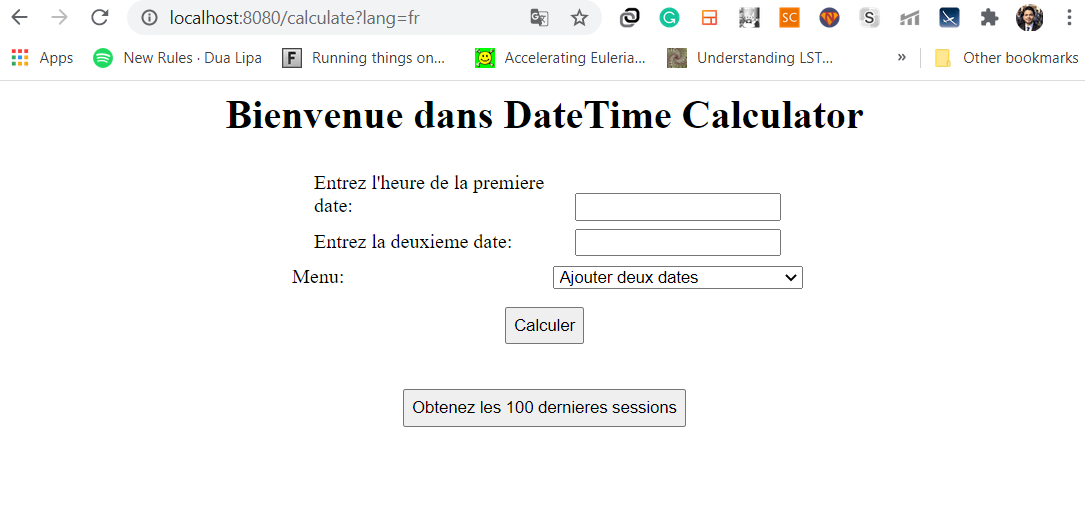 localhost:8080/calculate?lang=fr
Apps New Rules · Dua Lipa Running things on... Accelerating Euleria... Understanding LST... » Other bookmarks
Bienvenue dans DateTime Calculator
Entrez l'heure de la premiere
date:
Entrez la deuxieme date:
Menu: Ajouter deux dates
Calculer
Obtenez les 100 dernieres sessions